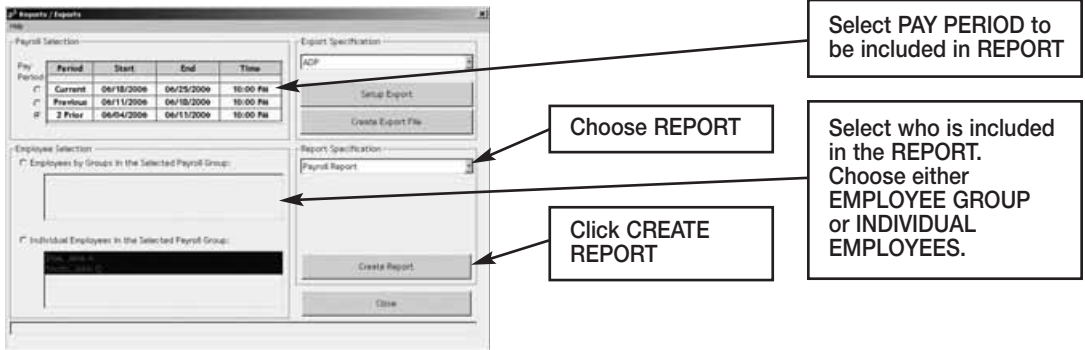 Reports / Exports
Help
Payroll Selection
Pay Period
Period Start End Time
Current 06/18/2006 06/25/2006 10:00 PM
Previous 06/11/2006 06/18/2006 10:00 PM
2 Prior 06/04/2006 06/11/2006 10:00 PM
Export Specification
ADP
Setup Export
Create Export File
Employee Selection
Employees by Groups in the Selected Payroll Group:
Individual Employees in the Selected Payroll Group:
Report Specification
Payroll Report
Create Report
Close
Select PAY PERIOD to
be included in REPORT
Choose REPORT
Select who is included
in the REPORT.
Choose either
EMPLOYEE GROUP
or INDIVIDUAL
EMPLOYEES.
Click CREATE
REPORT